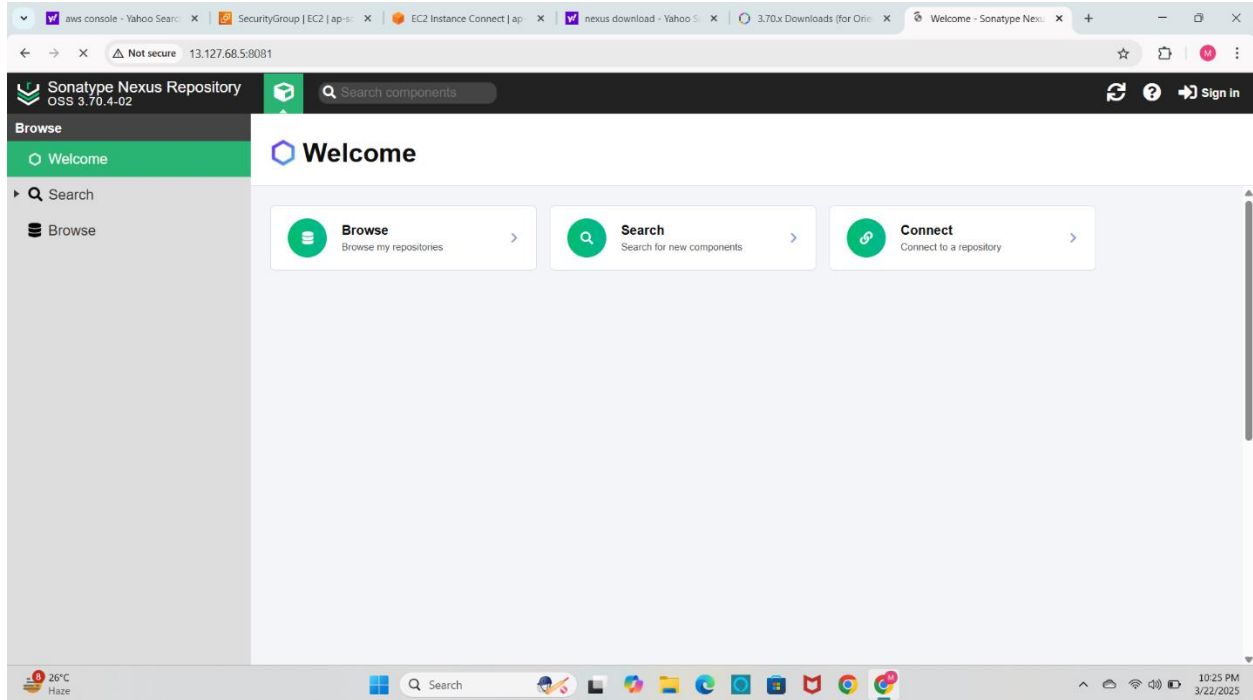 aws console - Yahoo Searc
SecurityGroup | EC2 | ap-s
EC2 Instance Connect | ap
nexus download - Yahoo S
3.70.x Downloads (for Orie
Welcome - Sonatype Nexu
Not secure 13.127.68.5:8081
M
Sonatype Nexus Repository
OSS 3.70.4-02
Search components
Sign in
Browse
Welcome
Search
Browse
Welcome
Browse
Browse my repositories
Search
Search for new components
Connect
Connect to a repository
8
26°C
Haze
Search
10:25 PM
3/22/2025